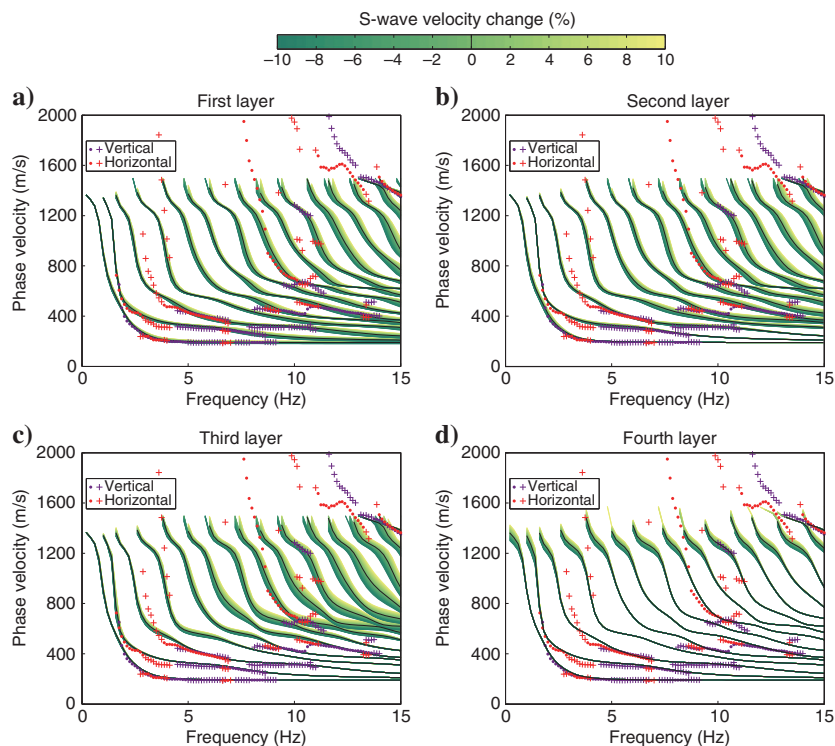 S-wave velocity change (%)
−10 −8 −6 −4 −2 0 2 4 6 8 10
a) First layer
2000
Vertical
Horizontal
1600
1200
800
400
0
Phase velocity (m/s)
0 5 10 15
Frequency (Hz)
b) Second layer
2000
Vertical
Horizontal
1600
1200
800
400
0
Phase velocity (m/s)
0 5 10 15
Frequency (Hz)
c) Third layer
2000
Vertical
Horizontal
1600
1200
800
400
0
Phase velocity (m/s)
0 5 10 15
Frequency (Hz)
d) Fourth layer
2000
Vertical
Horizontal
1600
1200
800
400
0
Phase velocity (m/s)
0 5 10 15
Frequency (Hz)